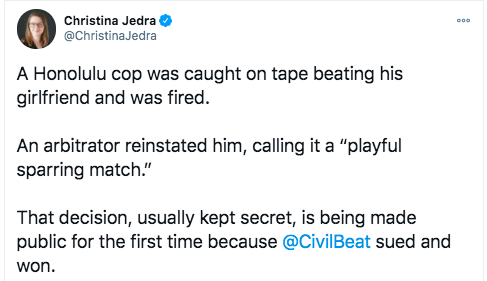 Christina Jedra
@ChristinaJedra
A Honolulu cop was caught on tape beating his
girlfriend and was fired.
An arbitrator reinstated him, calling it a “playful
sparring match.”
That decision, usually kept secret, is being made
public for the first time because @CivilBeat sued and
won.